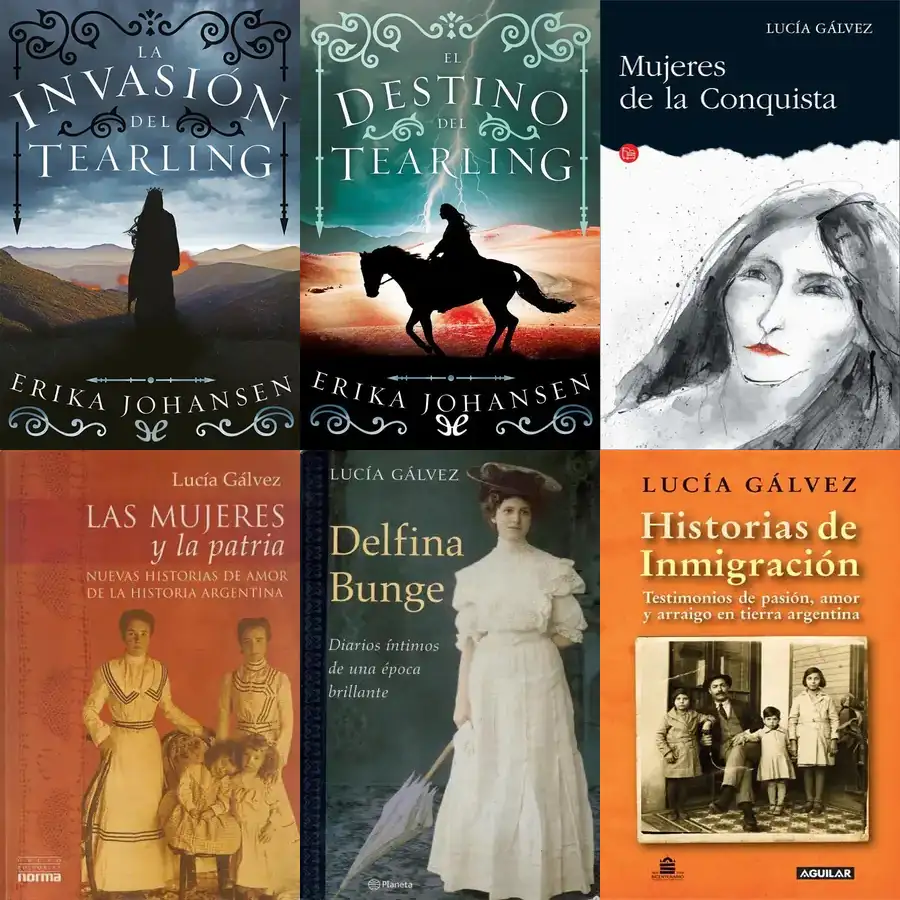 LA
INVASIÓN
DEL
TEARLING
ERIKA JOHANSEN
EL
DESTINO
DEL
TEARLING
ERIKA JOHANSEN
LUCÍA GÁLVEZ
Mujeres
de la Conquista
Lucía Gálvez
LAS MUJERES
y la patria
NUEVAS HISTORIAS DE AMOR
DE LA HISTORIA ARGENTINA
norma
LUCÍA GÁLVEZ
Delfina
Bunge
Diarios íntimos
de una época
brillante
Planeta
LUCÍA GÁLVEZ
Historias de
Inmigración
Testimonios de pasión, amor
y arraigo en tierra argentina
BICENTENARIO
AGUILAR